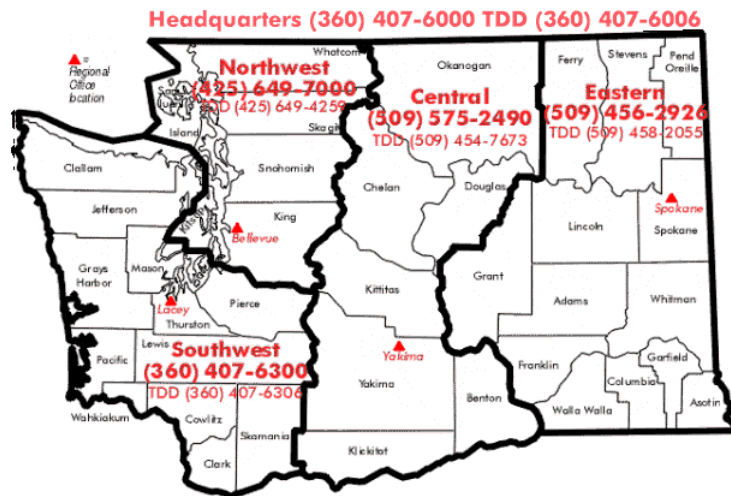 Headquarters (360) 407-6000 TDD (360) 407-6006
Regional
Office
location
Northwest
(425) 649-7000
TDD (425) 649-4259
Central
(509) 575-2490
TDD (509) 454-7673
Eastern
(509) 456-2926
TDD (509) 458-2055
Southwest
(360) 407-6300
TDD (360) 407-6306
Whatcom
Okanogan
Ferry
Stevens
Pend
Oreille
Island
Skagit
Clallam
Snohomish
Chelan
Douglas
Jefferson
Kitsap
King
Bellevue
Lincoln
Spokane
Spokane
Grays
Harbor
Mason
Lacey
Thurston
Pierce
Kittitas
Grant
Adams
Whitman
Pacific
Lewis
Yakima
Yakima
Franklin
Garfield
Columbia
Walla Walla
Asotin
Benton
Wahkiakum
Cowlitz
Skamania
Clark
Klickitat